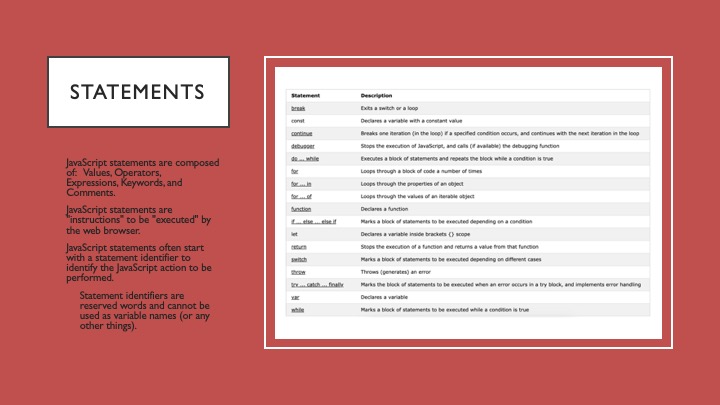 STATEMENTS
JavaScript statements are composed
of:  Values, Operators,
Expressions, Keywords, and
Comments.
JavaScript statements are
"instructions" to be "executed" by
the web browser.
JavaScript statements often start
with a statement identifier to
identify the JavaScript action to be
performed.
Statement identifiers are
reserved words and cannot be
used as variable names (or any
other things).
Statement Description
break Exits a switch or a loop
const Declares a variable with a constant value
continue Breaks one iteration (in the loop) if a specified condition occurs, and continues with the next iteration in the loop
debugger Stops the execution of JavaScript, and calls (if available) the debugging function
do ... while Executes a block of statements and repeats the block while a condition is true
for Loops through a block of code a number of times
for ... in Loops through the properties of an object
for ... of Loops through the values of an iterable object
function Declares a function
if ... else ... else if Marks a block of statements to be executed depending on a condition
let Declares a variable inside brackets {} scope
return Stops the execution of a function and returns a value from that function
switch Marks a block of statements to be executed depending on different cases
throw Throws (generates) an error
try ... catch ... finally Marks the block of statements to be executed when an error occurs in a try block, and implements error handling
var Declares a variable
while Marks a block of statements to be executed while a condition is true